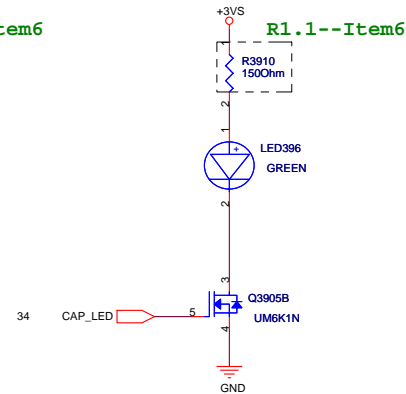 +3VS
tem6
R1.1--Item6
1
R3910
150Ohm
2
1
+
LED396
GREEN
2
3
Q3905B
UM6K1N
34
CAP_LED
5
4
GND